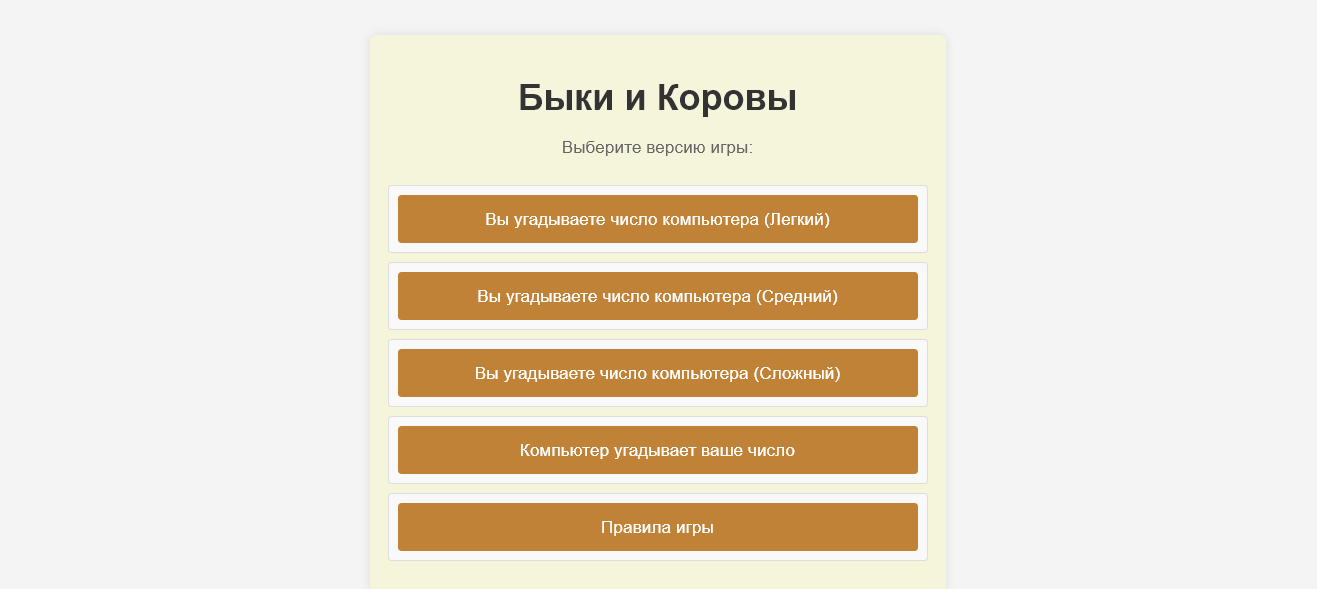 Быки и Коровы
Выберите версию игры:
Вы угадываете число компьютера (Легкий)
Вы угадываете число компьютера (Средний)
Вы угадываете число компьютера (Сложный)
Компьютер угадывает ваше число
Правила игры